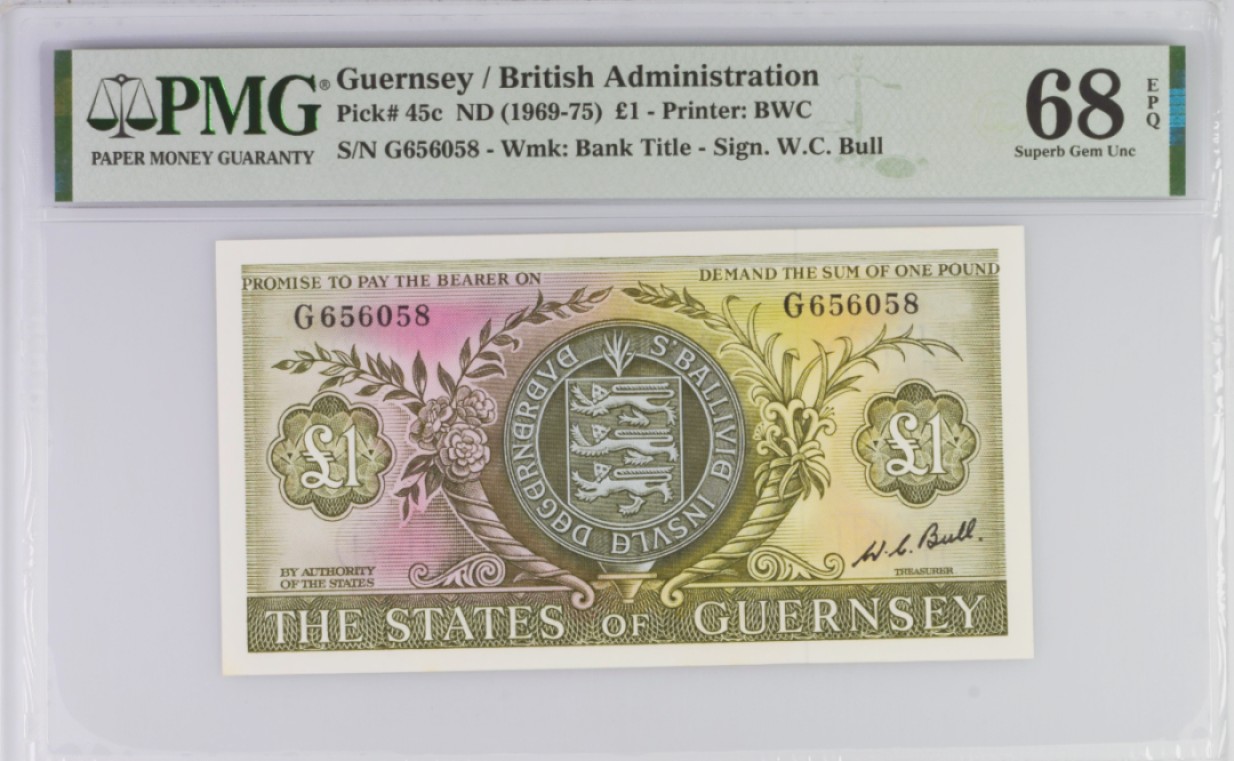 PMG®
PAPER MONEY GUARANTY
Guernsey / British Administration
Pick# 45c ND (1969-75) £1 - Printer: BWC
S/N G656058 - Wmk: Bank Title - Sign. W.C. Bull
68
EPQ
Superb Gem Unc
PROMISE TO PAY THE BEARER ON
DEMAND THE SUM OF ONE POUND
G656058
G656058
S'BALLIVIE INSVLE DEGERNEREVE
£1
£1
W. C. Bull.
TREASURER
BY AUTHORITY
OF THE STATES
THE STATES OF GUERNSEY